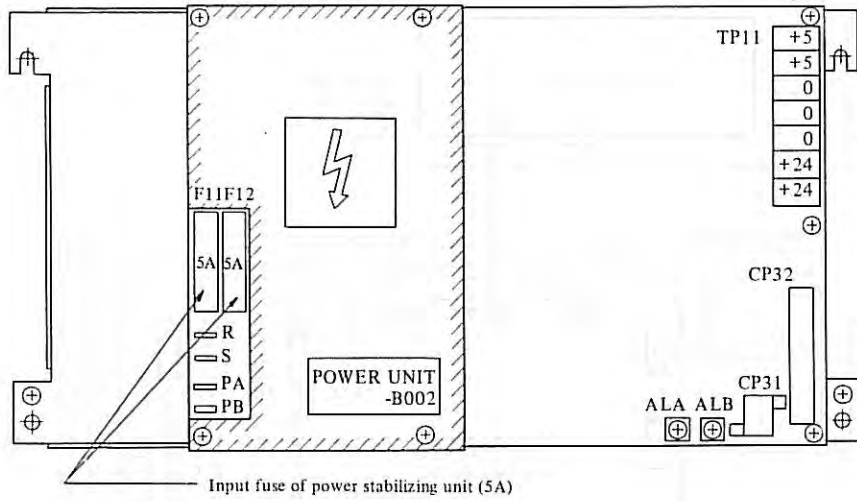 TP11
+5
+5
0
0
0
+24
+24
F11 F12
5A 5A
R
S
PA
PB
POWER UNIT
-B002
CP32
CP31
ALA ALB
Input fuse of power stabilizing unit (5A)